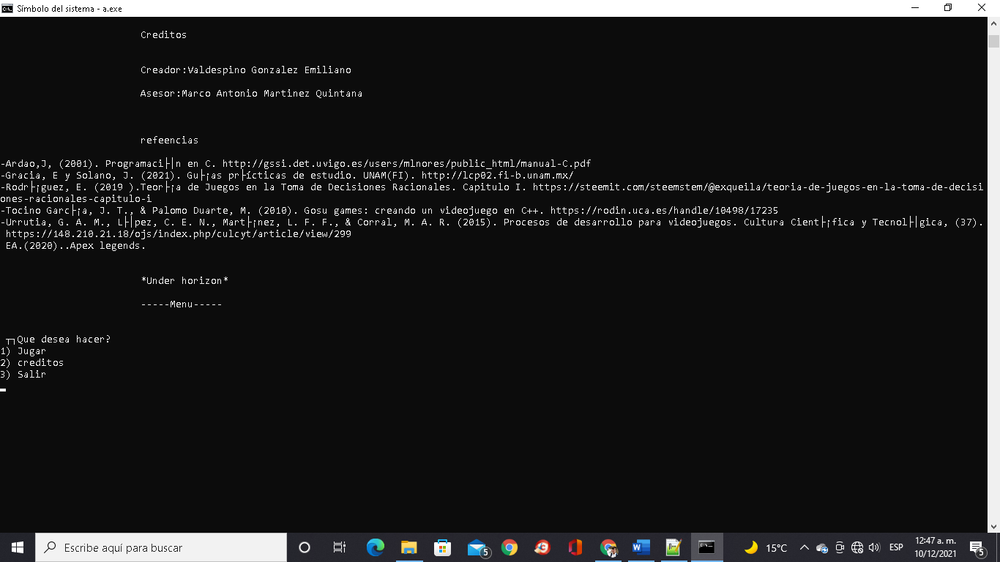 Símbolo del sistema - a.exe
Creditos
Creador:Valdespino Gonzalez Emiliano
Asesor:Marco Antonio Martinez Quintana
refeencias
-Ardao,J, (2001). Programaci├│n en C. http://gssi.det.uvigo.es/users/mlnores/public_html/manual-C.pdf
-Gracia, E y Solano, J. (2021). Gu├¡as pr├ícticas de estudio. UNAM(FI). http://lcp02.fi-b.unam.mx/
-Rodr├¡guez, E. (2019 ).Teor├¡a de Juegos en la Toma de Decisiones Racionales. Capitulo I. https://steemit.com/steemstem/@exqueila/teoria-de-juegos-en-la-toma-de-decisi
ones-racionales-capitulo-i
-Tocino Garc├¡a, J. T., & Palomo Duarte, M. (2010). Gosu games: creando un videojuego en C++. https://rodin.uca.es/handle/10498/17235
-Urrutia, G. A. M., L├│pez, C. E. N., Mart├¡nez, L. F. F., & Corral, M. A. R. (2015). Procesos de desarrollo para videojuegos. Cultura Cient├¡fica y Tecnol├│gica, (37).
https://148.210.21.18/ojs/index.php/culcyt/article/view/299
EA.(2020)..Apex legends.
*Under horizon*
-----Menu-----
┬┐Que desea hacer?
1) Jugar
2) creditos
3) Salir
Escribe aquí para buscar
5
15°C
ESP
12:47 a. m.
10/12/2021
5